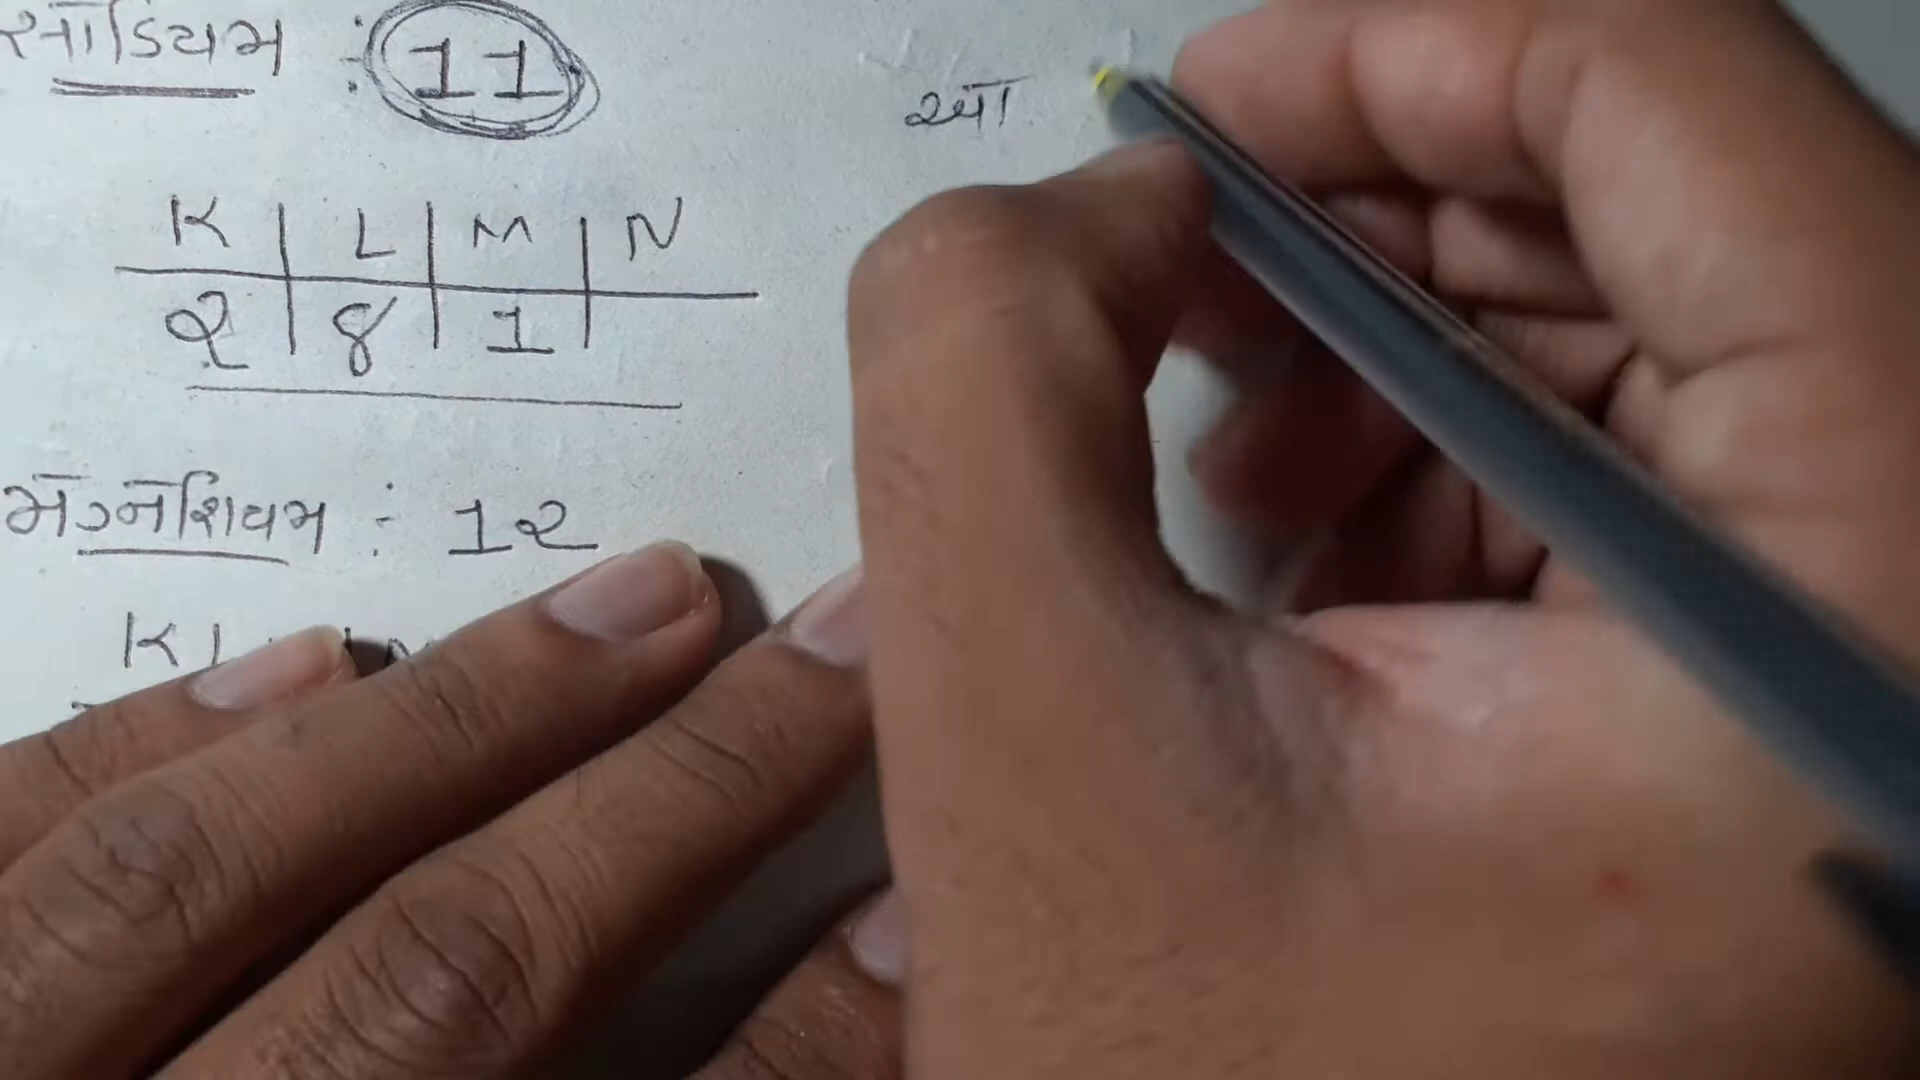 સોડિયમ : 11
સ્યો
K | L | M | N
2 | 8 | 1 |
મેગ્નેશિયમ : 12
K L